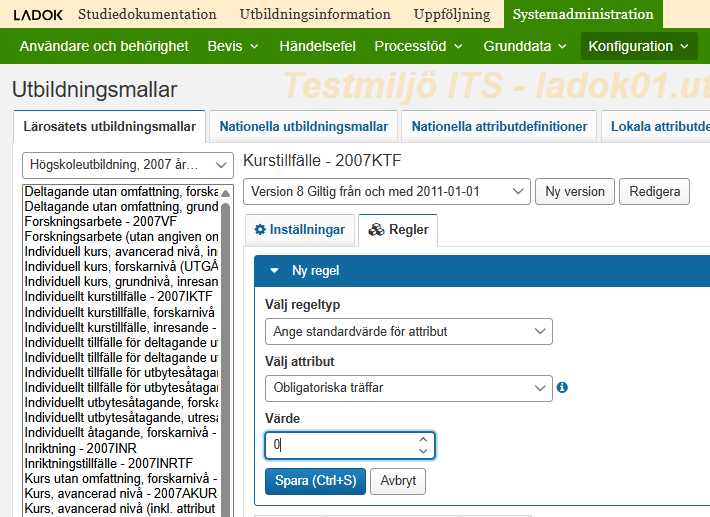 LADOK Studiedokumentation Utbildningsinformation Uppföljning Systemadministration
Användare och behörighet Bevis Händelsefel Processtöd Grunddata Konfiguration
Utbildningsmallar
Testmiljö ITS - ladok01.ut
Lärosätets utbildningsmallar Nationella utbildningsmallar Nationella attributdefinitioner Lokala attributde
Högskoleutbildning, 2007 år...
Kurstillfälle - 2007KTF
Version 8 Giltig från och med 2011-01-01 Ny version Redigera
Inställningar Regler
Ny regel
Välj regeltyp
Ange standardvärde för attribut
Välj attribut
Obligatoriska träffar
Värde
0
Spara (Ctrl+S) Avbryt
Deltagande utan omfattning, forska
Deltagande utan omfattning, grund
Forskningsarbete - 2007VF
Forskningsarbete (utan angiven on
Individuell kurs, avancerad nivå, in
Individuell kurs, forskarnivå (UTGÅ
Individuell kurs, grundnivå, inresan
Individuellt kurstillfälle - 2007IKTF
Individuellt kurstillfälle, forskarnivå
Individuellt kurstillfälle, inresande -
Individuellt tillfälle för deltagande ut
Individuellt tillfälle för deltagande ut
Individuellt tillfälle för utbytesåtagan
Individuellt tillfälle för utbytesåtagan
Individuellt utbytesåtagande, forska
Individuellt utbytesåtagande, utresa
Individuellt åtagande, forskarnivå -
Inriktning - 2007INR
Inriktningstillfälle - 2007INRTF
Kurs utan omfattning, forskarnivå -
Kurs, avancerad nivå - 2007AKUR
Kurs, avancerad nivå (inkl. attribut